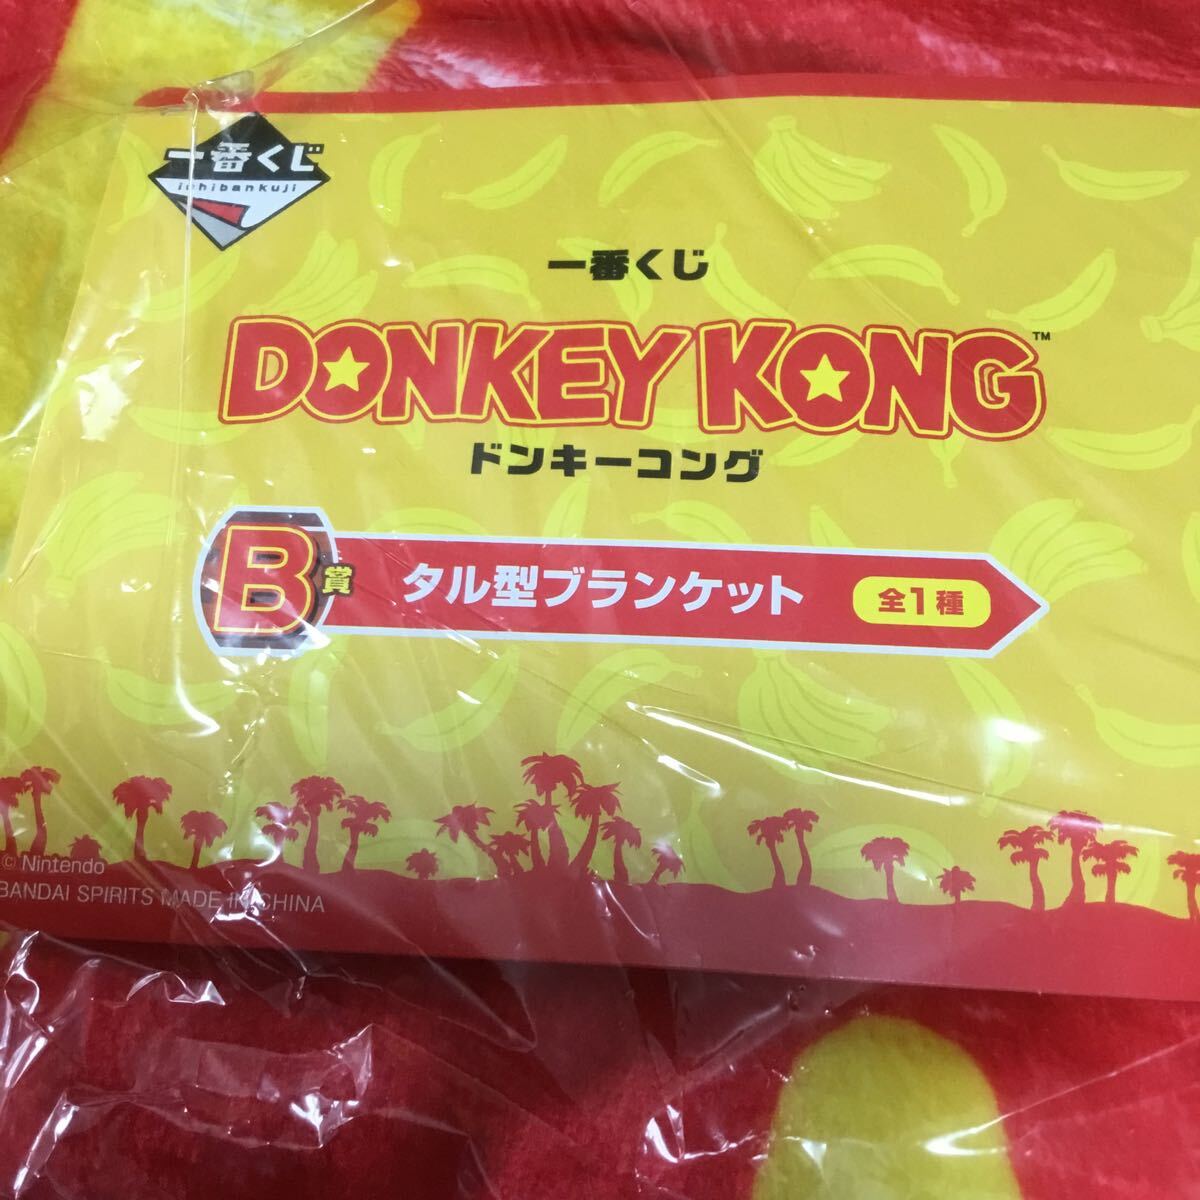 一番くじ
ichibankuji
一番くじ
DONKEY KONG™
ドンキーコング
B賞 タル型ブランケット 全1種
© Nintendo
BANDAI SPIRITS MADE IN CHINA